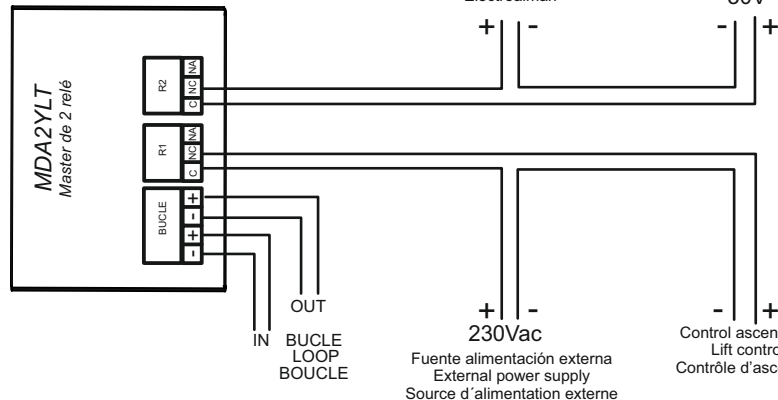 + -
- +
MDA2YLT
Master de 2 relé
R2
NA
NC
C
R1
NA
NC
C
BUCLE
+
-
+
-
OUT
IN
BUCLE
LOOP
BOUCLE
+ -
230Vac
Fuente alimentación externa
External power supply
Source d´alimentation externe
- +
Control
Lift
Contrôle